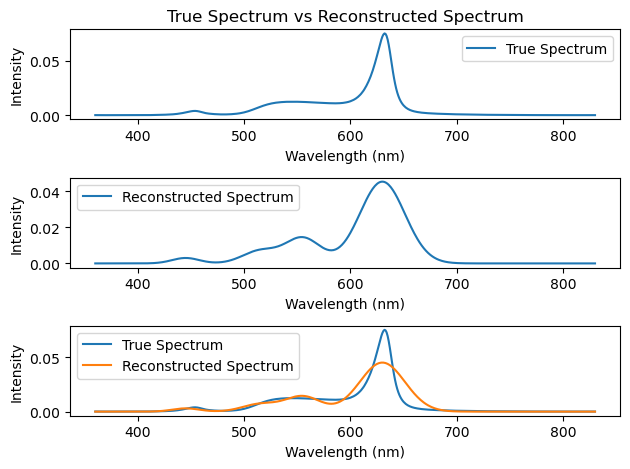 True Spectrum vs Reconstructed Spectrum
Intensity
0.05
0.00
True Spectrum
400 500 600 700 800
Wavelength (nm)
Intensity
0.04
0.02
0.00
Reconstructed Spectrum
400 500 600 700 800
Wavelength (nm)
Intensity
0.05
0.00
True Spectrum
Reconstructed Spectrum
400 500 600 700 800
Wavelength (nm)